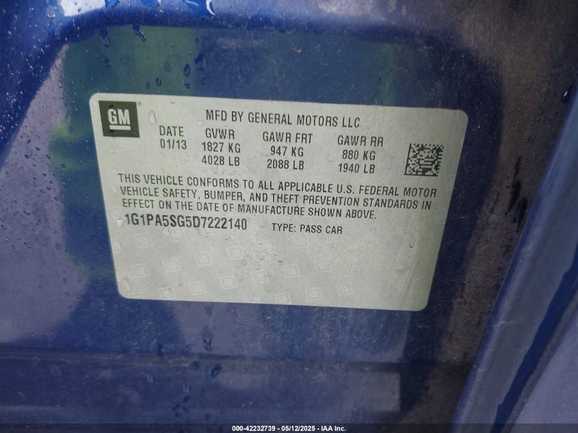 GM
MFD BY GENERAL MOTORS LLC
DATE GVWR GAWR FRT GAWR RR
01/13 1827 KG 947 KG 880 KG
4028 LB 2088 LB 1940 LB
THIS VEHICLE CONFORMS TO ALL APPLICABLE U.S. FEDERAL MOTOR
VEHICLE SAFETY, BUMPER, AND THEFT PREVENTION STANDARDS IN
EFFECT ON THE DATE OF MANUFACTURE SHOWN ABOVE.
1G1PA5SG5D7222140 TYPE: PASS CAR
000-42232739 - 05/12/2025 - IAA Inc.